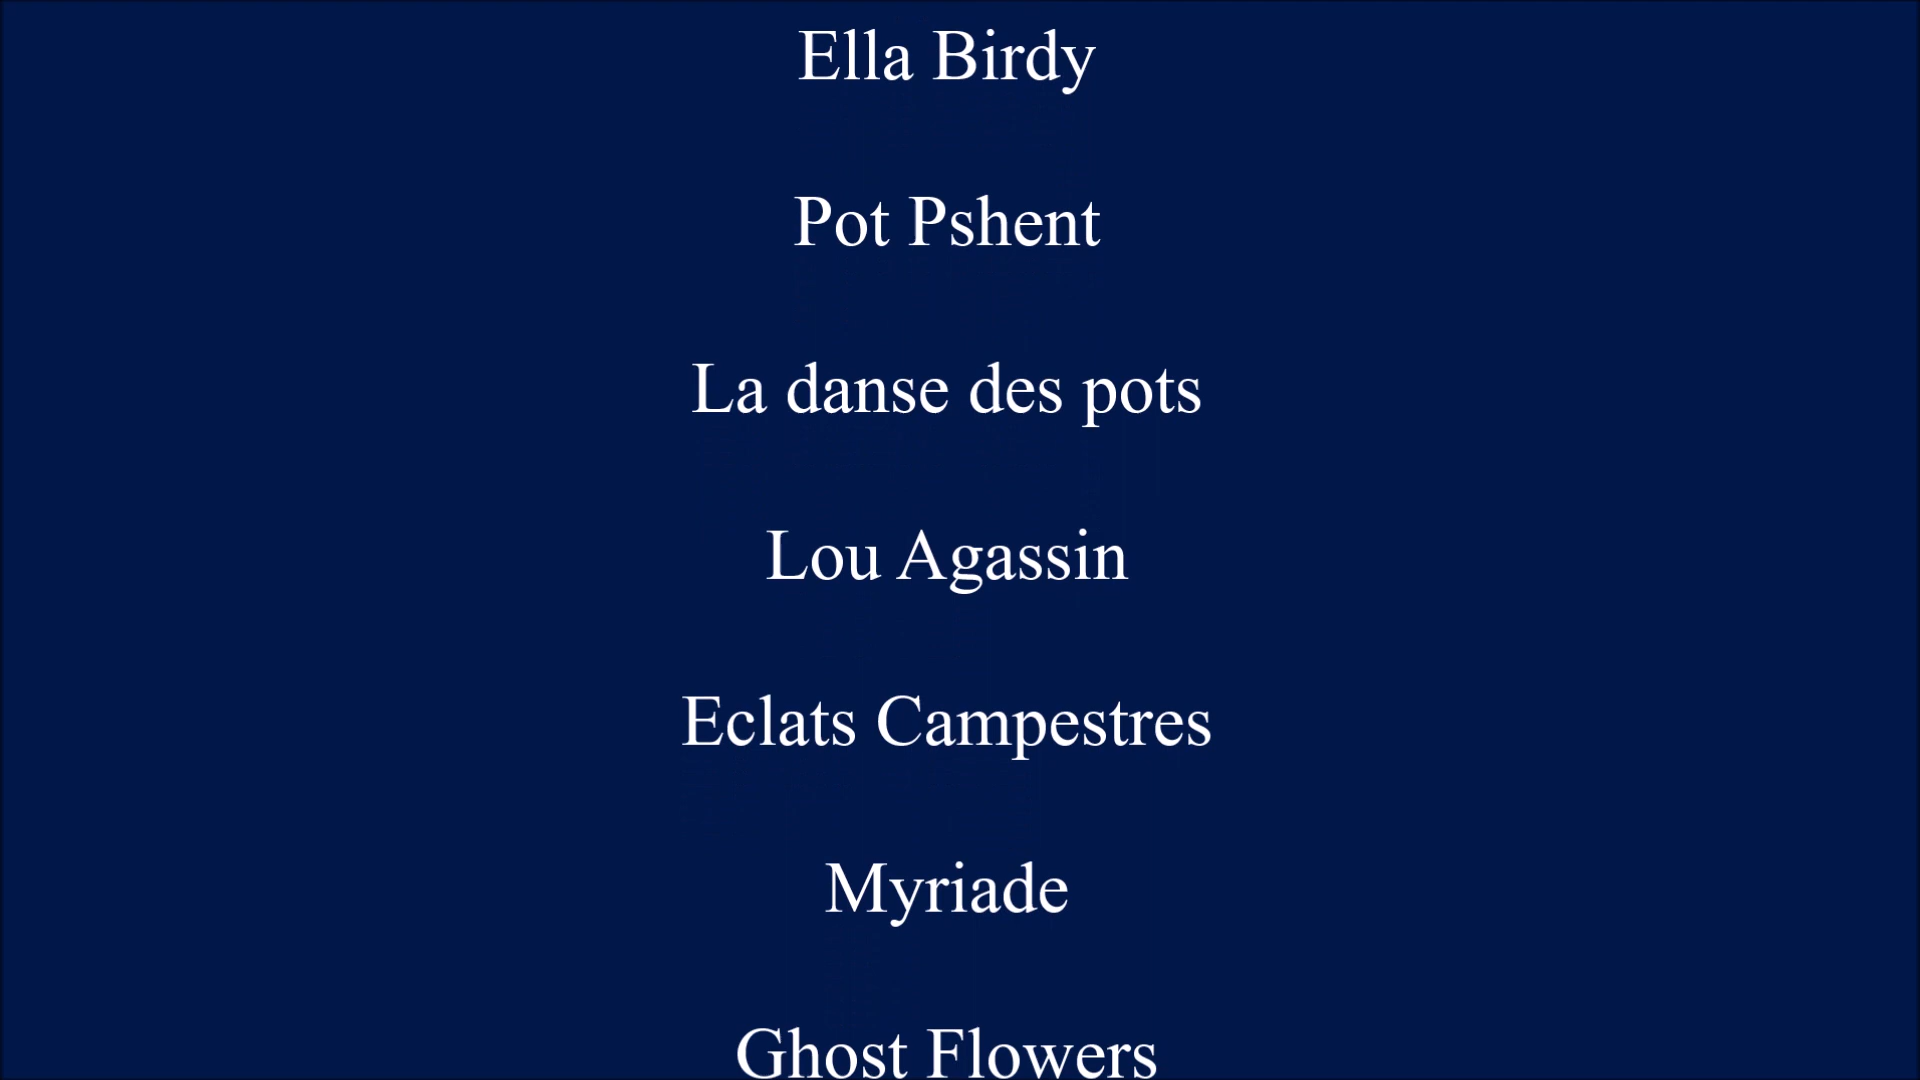 Ella Birdy
Pot Pshent
La danse des pots
Lou Agassin
Eclats Campestres
Myriade
Ghost Flowers